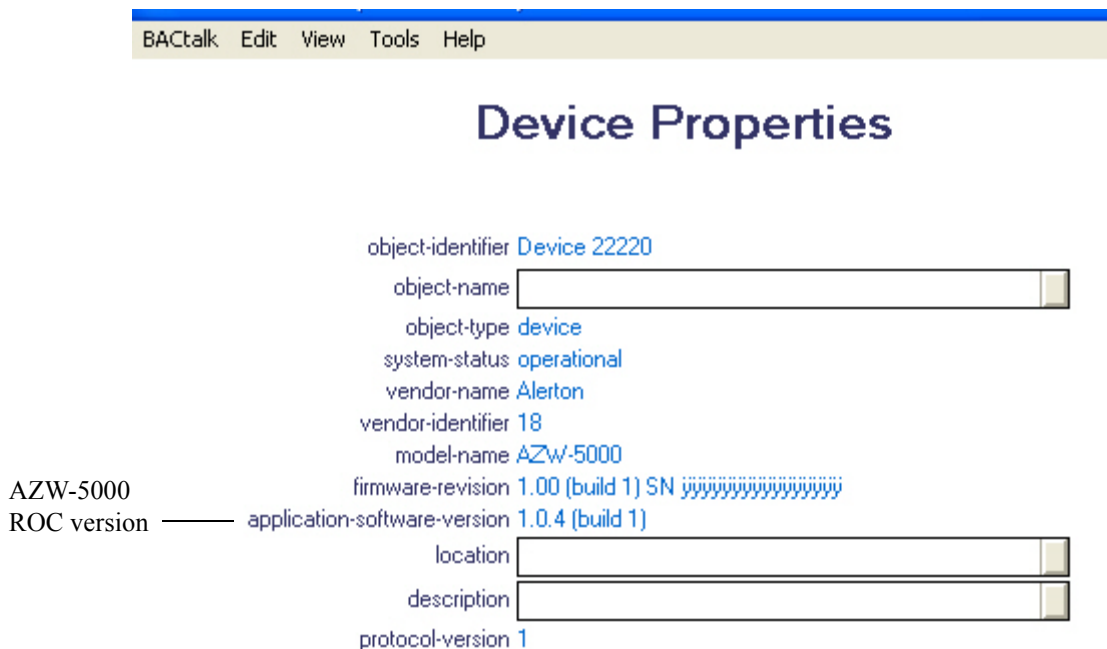 BACtalk Edit View Tools Help
Device Properties
object-identifier Device 22220
object-name
object-type device
system-status operational
vendor-name Alerton
vendor-identifier 18
model-name AZW-5000
firmware-revision 1.00 (build 1) SN ÿÿÿÿÿÿÿÿÿÿÿÿÿÿÿÿ
AZW-5000
ROC version
application-software-version 1.0.4 (build 1)
location
description
protocol-version 1